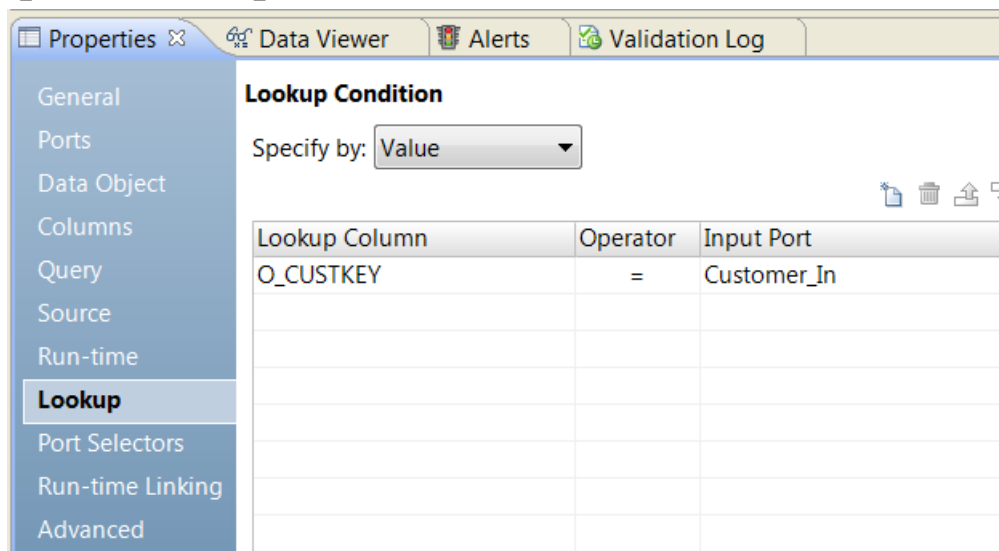 Properties Data Viewer Alerts Validation Log
General
Ports
Data Object
Columns
Query
Source
Run-time
Lookup
Port Selectors
Run-time Linking
Advanced
Lookup Condition
Specify by: Value
Lookup Column Operator Input Port
O_CUSTKEY = Customer_In